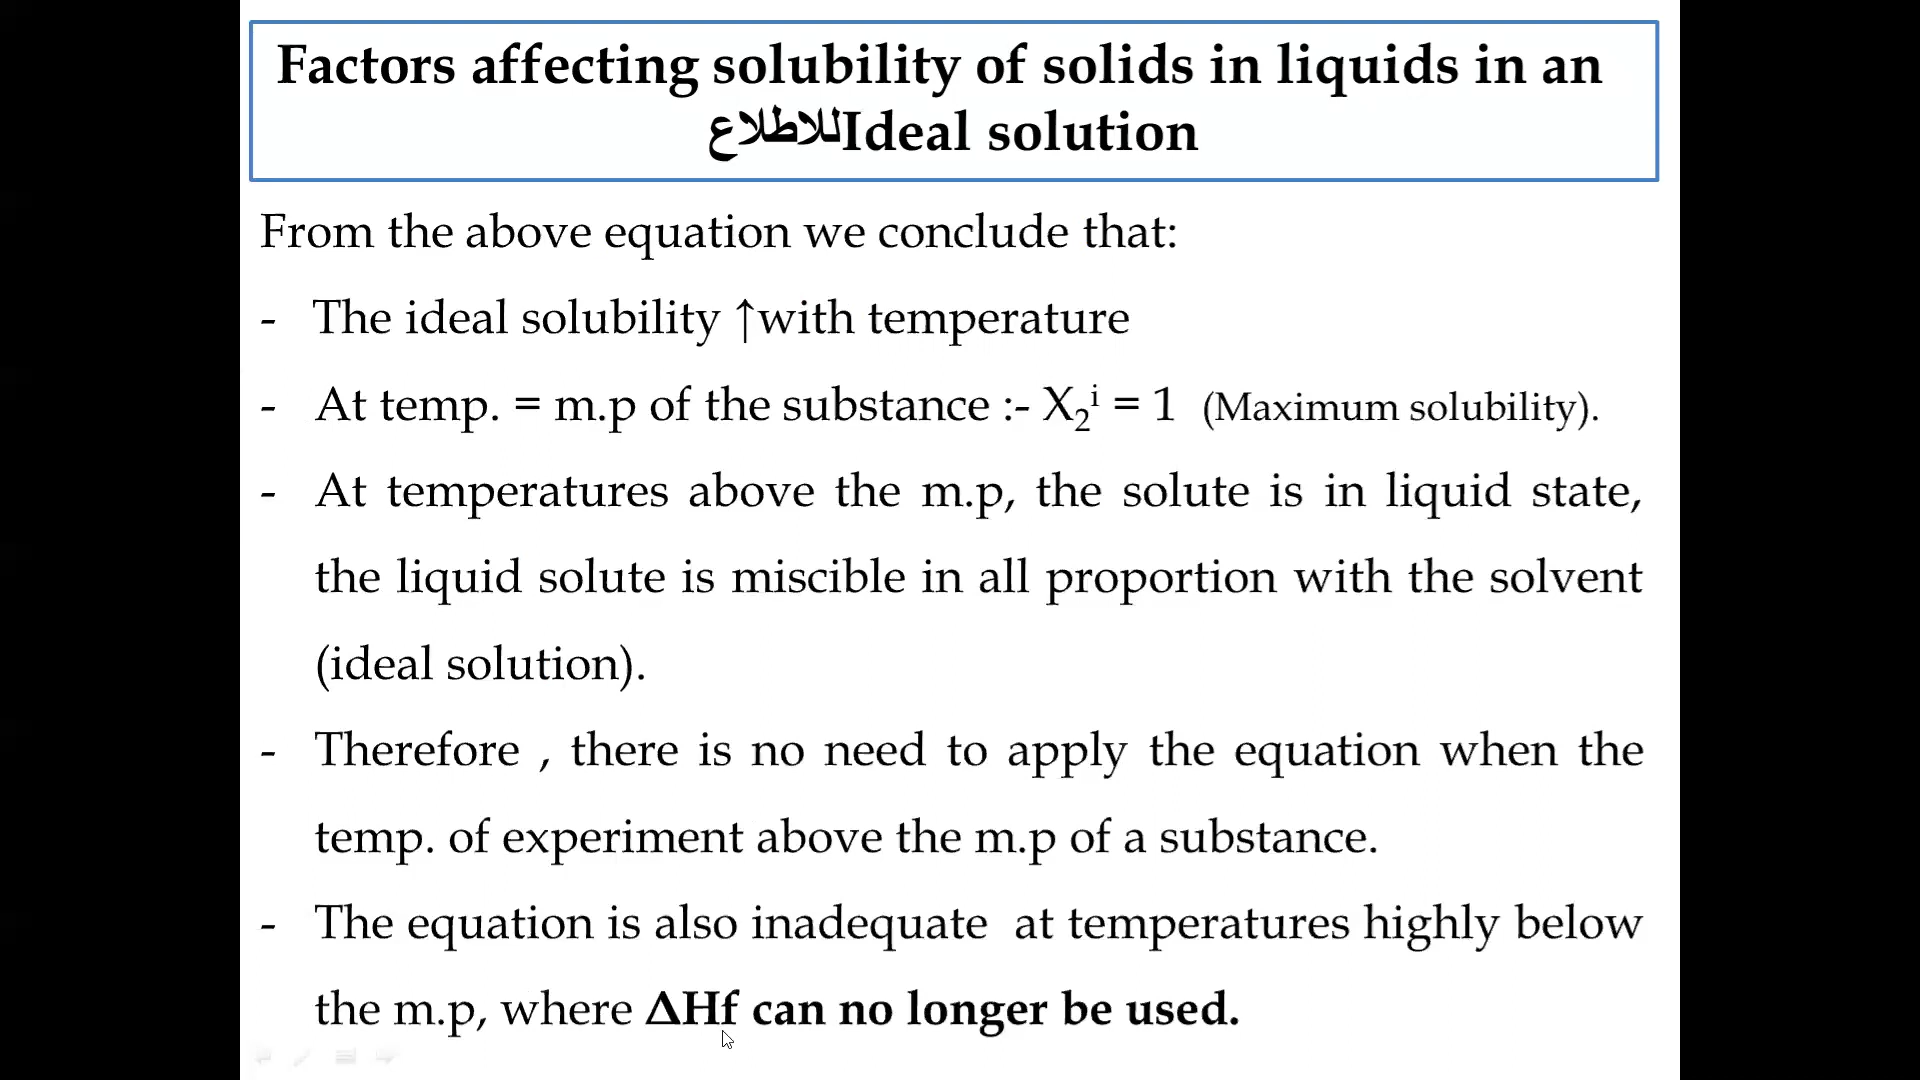 Factors affecting solubility of solids in liquids in an
للاطلاعIdeal solution
From the above equation we conclude that:
- The ideal solubility ↑with temperature
- At temp. = m.p of the substance :- X₂ⁱ = 1 (Maximum solubility).
- At temperatures above the m.p, the solute is in liquid state,
the liquid solute is miscible in all proportion with the solvent
(ideal solution).
- Therefore , there is no need to apply the equation when the
temp. of experiment above the m.p of a substance.
- The equation is also inadequate at temperatures highly below
the m.p, where ΔHf can no longer be used.